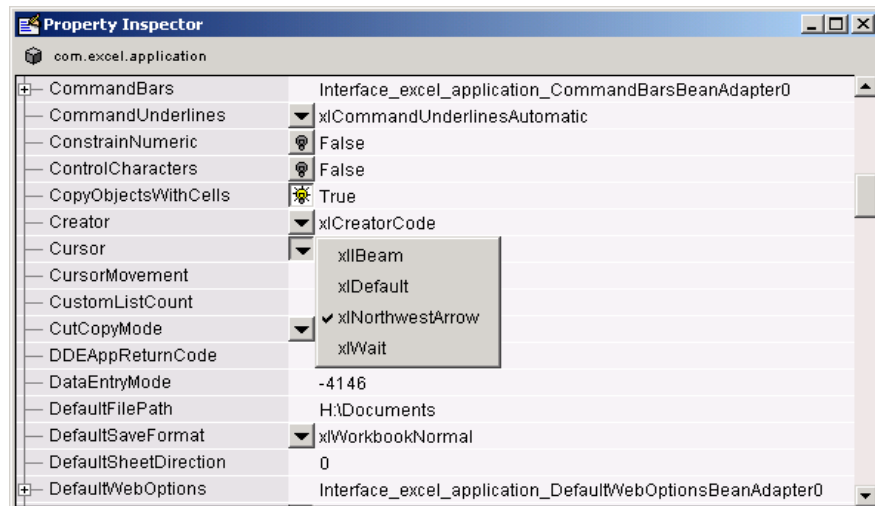 Property Inspector
com.excel.application
CommandBars Interface_excel_application_CommandBarsBeanAdapter0
CommandUnderlines xlCommandUnderlinesAutomatic
ConstrainNumeric False
ControlCharacters False
CopyObjectsWithCells True
Creator xlCreatorCode
Cursor
xlIBeam
CursorMovement
xlDefault
CustomListCount
xlNorthwestArrow
CutCopyMode
xlWait
DDEAppReturnCode
DataEntryMode -4146
DefaultFilePath H:\Documents
DefaultSaveFormat xlWorkbookNormal
DefaultSheetDirection 0
DefaultWebOptions Interface_excel_application_DefaultWebOptionsBeanAdapter0